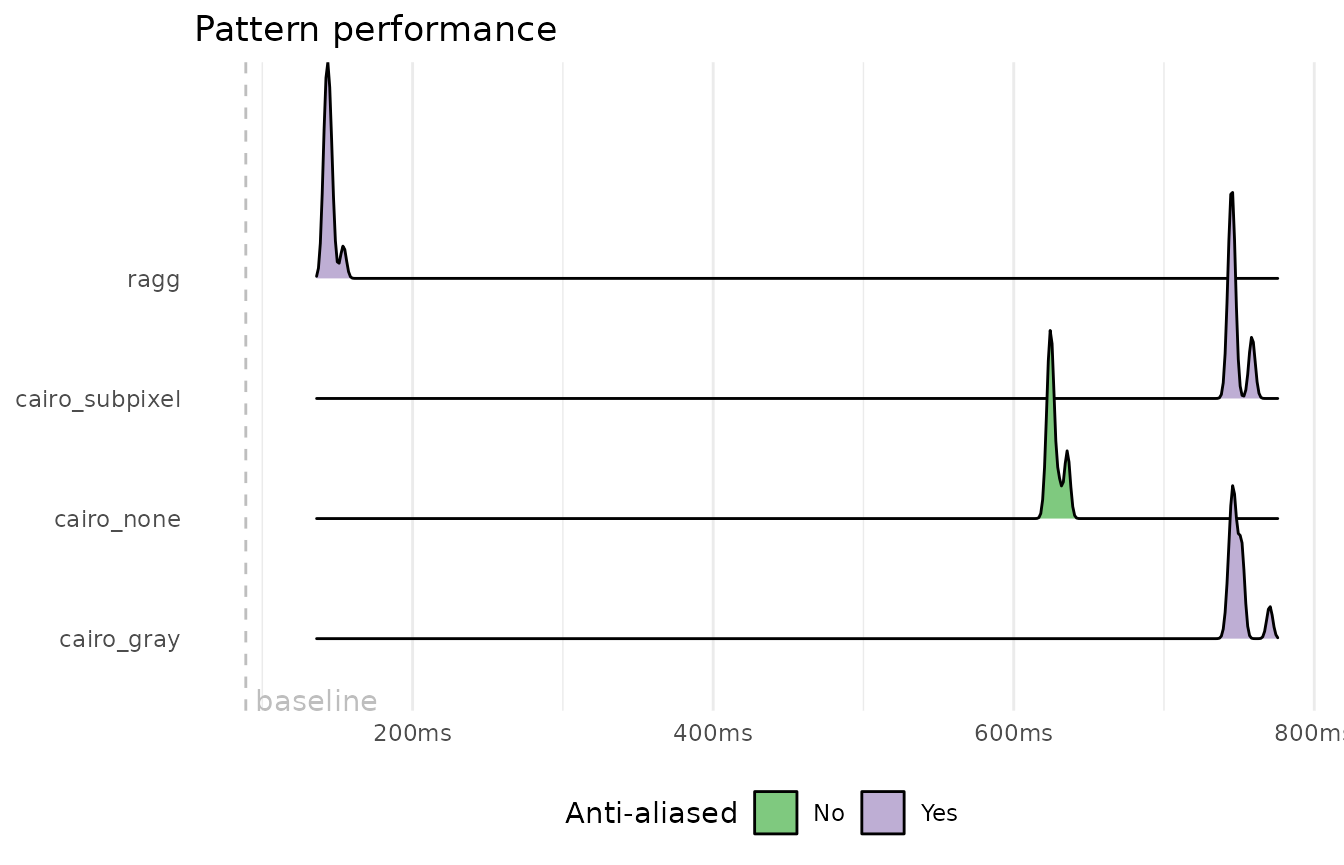 Pattern performance
ragg
cairo_subpixel
cairo_none
cairo_gray
baseline
200ms 400ms 600ms 800ms
Anti-aliased No Yes